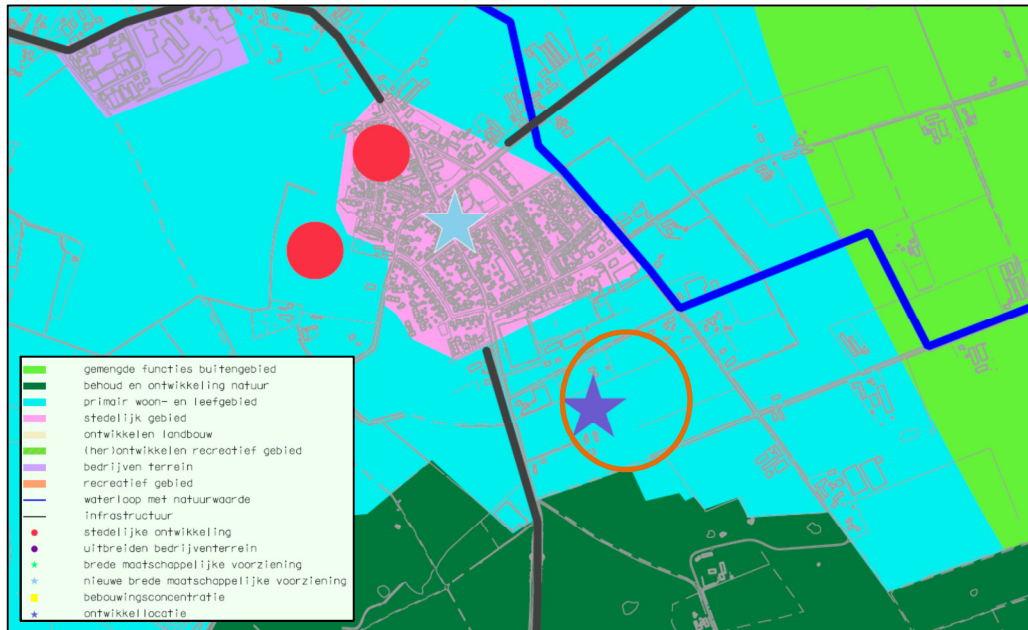 gemengde functies buitengebied
behoud en ontwikkeling natuur
primair woon- en leefgebied
stedelijk gebied
ontwikkelen landbouw
(her)ontwikkelen recreatief gebied
bedrijven terrein
recreatief gebied
waterloop met natuurwaarde
infrastructuur
stedelijke ontwikkeling
uitbreiden bedrijventerrein
brede maatschappelijke voorziening
nieuwe brede maatschappelijke voorziening
bebouwingsconcentratie
ontwikkellocatie